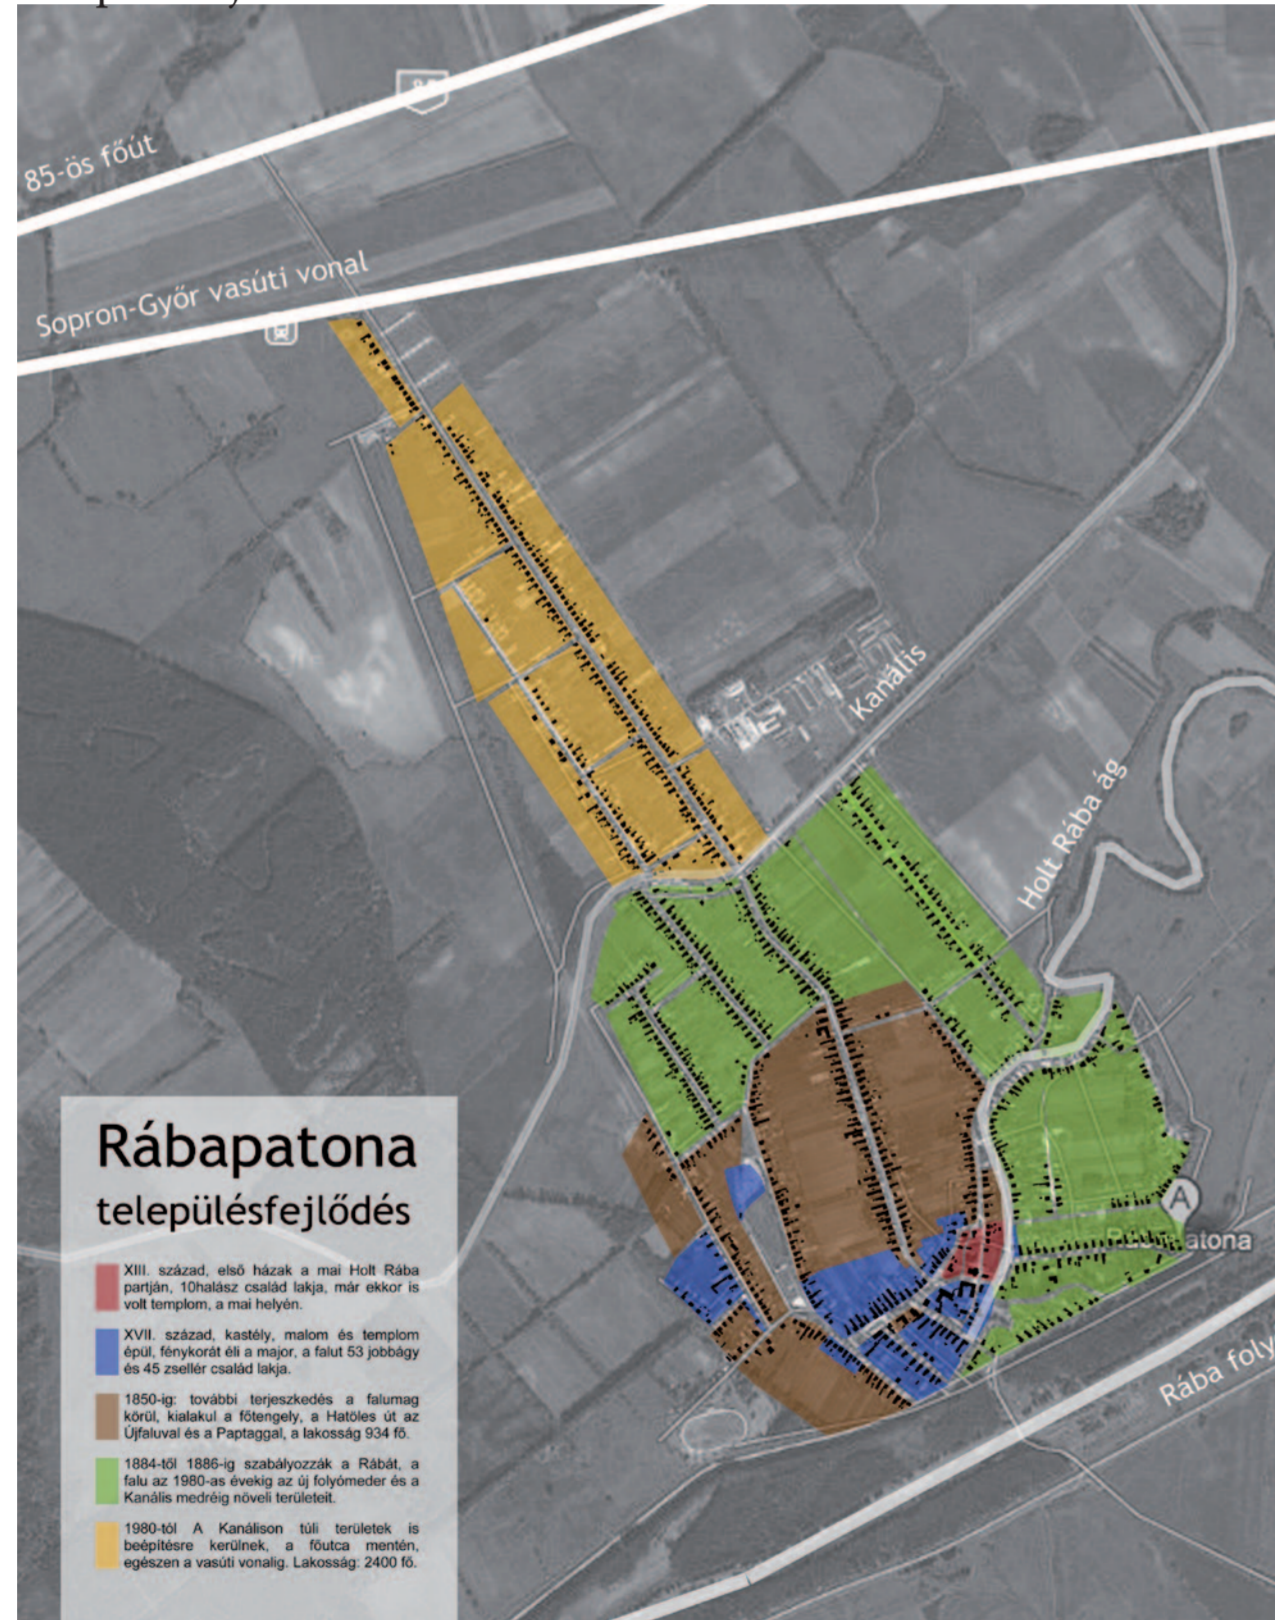 85-ös főút
Sopron-Győr vasúti vonal
Kanális
Holt Rába ág
A
Rába foly
Rábapatona
településfejlődés
XIII. század, első házak a mai Holt Rába
partján, 10halász család lakja, már ekkor is
volt templom, a mai helyén.
XVII. század, kastély, malom és templom
épül, fénykorát éli a major, a falut 53 jobbágy
és 45 zsellér család lakja.
1850-ig: további terjeszkedés a falumag
körül, kialakul a főtengely, a Hatöles út az
Újfaluval és a Paptaggal, a lakosság 934 fő.
1884-től 1886-ig szabályozzák a Rábát, a
falu az 1980-as évekig az új folyómeder és a
Kanális medréig növeli területeit.
1980-tól A Kanálison túli területek is
beépítésre kerülnek, a főutca mentén,
egészen a vasúti vonalig. Lakosság: 2400 fő.